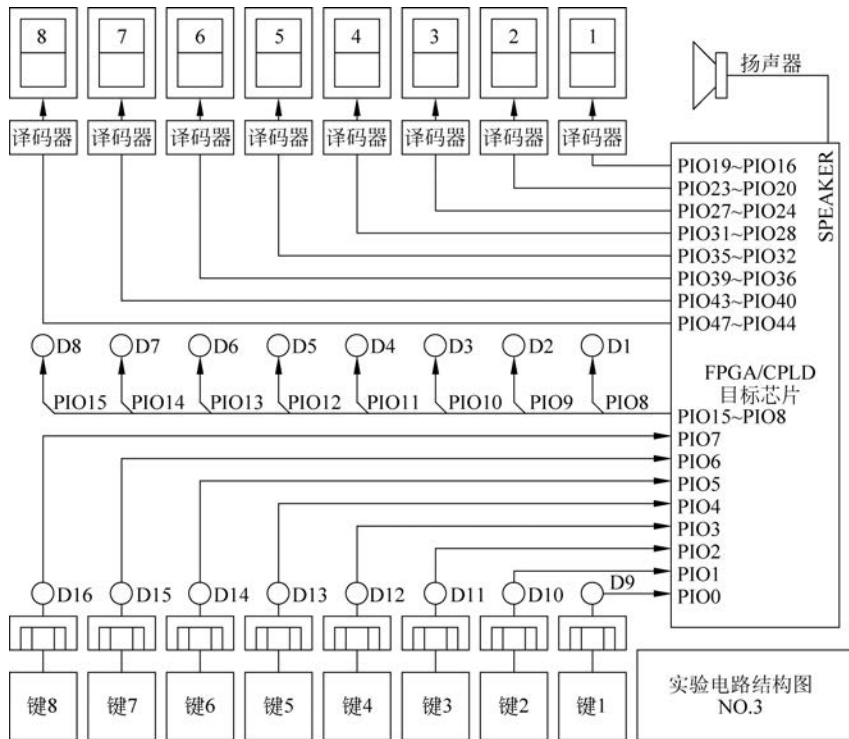 8 7 6 5 4 3 2 1
扬声器
译码器 译码器 译码器 译码器 译码器 译码器 译码器 译码器
SPEAKER
PIO19~PIO16
PIO23~PIO20
PIO27~PIO24
PIO31~PIO28
PIO35~PIO32
PIO39~PIO36
PIO43~PIO40
PIO47~PIO44
D8 D7 D6 D5 D4 D3 D2 D1
FPGA/CPLD
目标芯片
PIO15 PIO14 PIO13 PIO12 PIO11 PIO10 PIO9 PIO8
PIO15~PIO8
PIO7
PIO6
PIO5
PIO4
PIO3
PIO2
PIO1
PIO0
D16 D15 D14 D13 D12 D11 D10 D9
键8 键7 键6 键5 键4 键3 键2 键1
实验电路结构图
NO.3